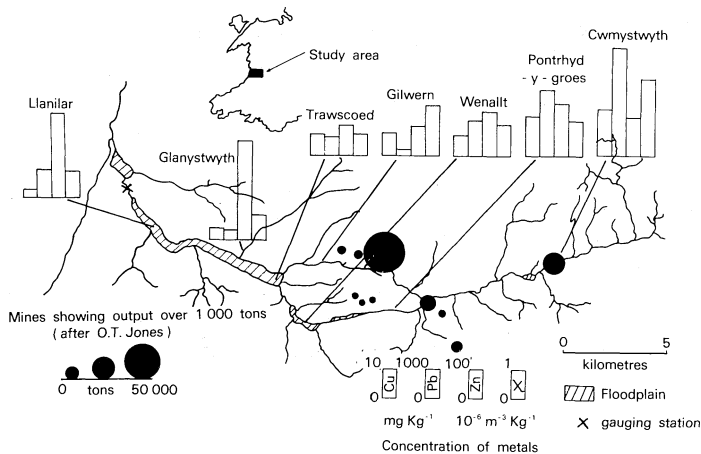 Cwmystwyth
Study area
Pontrhyd
- y - groes
Llanilar
Gilwern
Wenallt
Trawscoed
Glanystwyth
Mines showing output over 1 000 tons
( after O.T. Jones )
0 tons 50 000
0 5
kilometres
10 1000 100 1
Cu Pb Zn X
0 0 0 0
mg Kg⁻¹ 10⁻⁶ m⁻³ Kg⁻¹
Concentration of metals
Floodplain
x gauging station